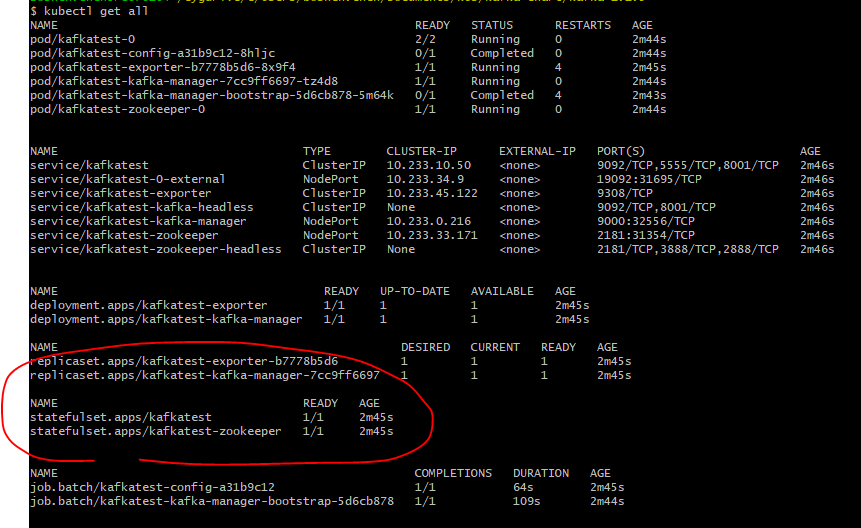 $ kubectl get all
NAME READY STATUS RESTARTS AGE
pod/kafkatest-0 2/2 Running 0 2m44s
pod/kafkatest-config-a31b9c12-8hljc 0/1 Completed 0 2m44s
pod/kafkatest-exporter-b7778b5d6-8x9f4 1/1 Running 4 2m45s
pod/kafkatest-kafka-manager-7cc9ff6697-tz4d8 1/1 Running 0 2m44s
pod/kafkatest-kafka-manager-bootstrap-5d6cb878-5m64k 0/1 Completed 4 2m43s
pod/kafkatest-zookeeper-0 1/1 Running 0 2m44s
NAME TYPE CLUSTER-IP EXTERNAL-IP PORT(S) AGE
service/kafkatest ClusterIP 10.233.10.50 <none> 9092/TCP,5555/TCP,8001/TCP 2m46s
service/kafkatest-0-external NodePort 10.233.34.9 <none> 19092:31695/TCP 2m46s
service/kafkatest-exporter ClusterIP 10.233.45.122 <none> 9308/TCP 2m46s
service/kafkatest-kafka-headless ClusterIP None <none> 9092/TCP,8001/TCP 2m46s
service/kafkatest-kafka-manager NodePort 10.233.0.216 <none> 9000:32556/TCP 2m46s
service/kafkatest-zookeeper NodePort 10.233.33.171 <none> 2181:31354/TCP 2m46s
service/kafkatest-zookeeper-headless ClusterIP None <none> 2181/TCP,3888/TCP,2888/TCP 2m46s
NAME READY UP-TO-DATE AVAILABLE AGE
deployment.apps/kafkatest-exporter 1/1 1 1 2m45s
deployment.apps/kafkatest-kafka-manager 1/1 1 1 2m45s
NAME DESIRED CURRENT READY AGE
replicaset.apps/kafkatest-exporter-b7778b5d6 1 1 1 2m45s
replicaset.apps/kafkatest-kafka-manager-7cc9ff6697 1 1 1 2m45s
NAME READY AGE
statefulset.apps/kafkatest 1/1 2m45s
statefulset.apps/kafkatest-zookeeper 1/1 2m45s
NAME COMPLETIONS DURATION AGE
job.batch/kafkatest-config-a31b9c12 1/1 64s 2m45s
job.batch/kafkatest-kafka-manager-bootstrap-5d6cb878 1/1 109s 2m44s